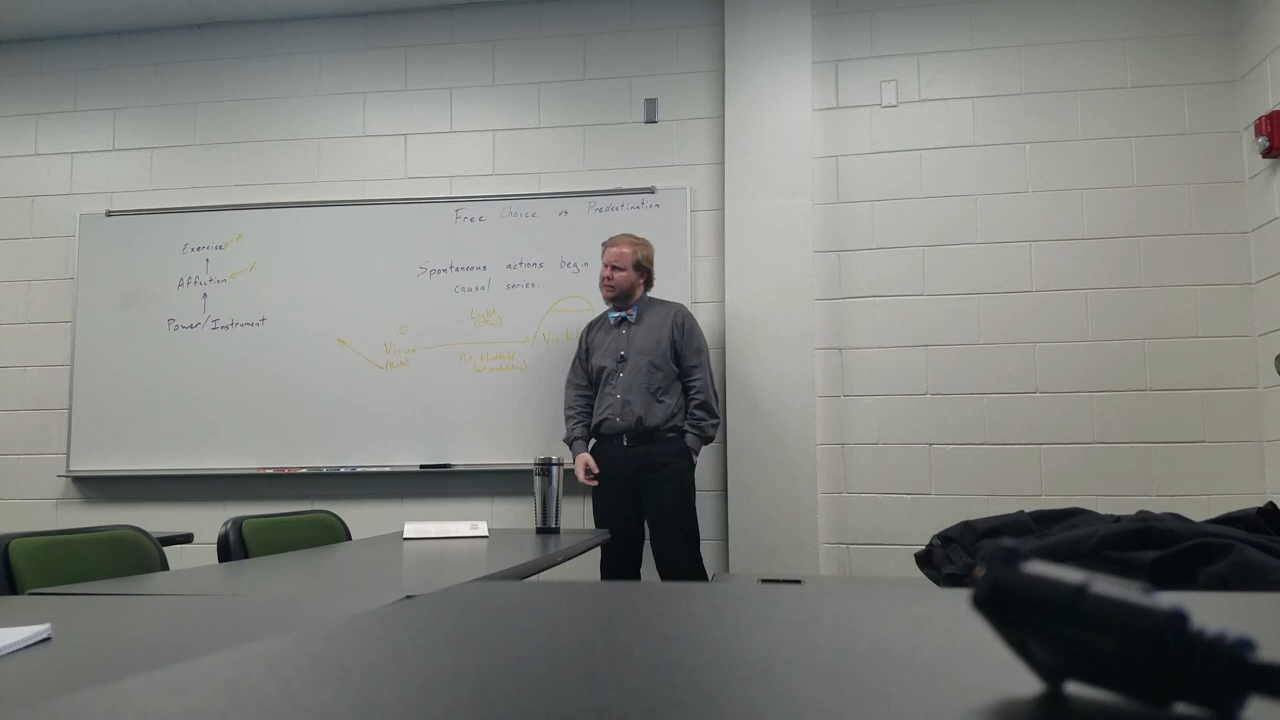 Free Choice vs Predestination
Exercise
Affection
Power/Instrument
Spontaneous actions begin
causal series.
Light
Vision